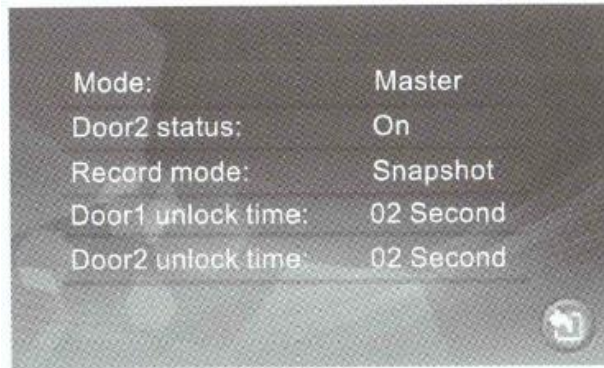 Mode: Master
Door2 status: On
Record mode: Snapshot
Door1 unlock time: 02 Second
Door2 unlock time: 02 Second